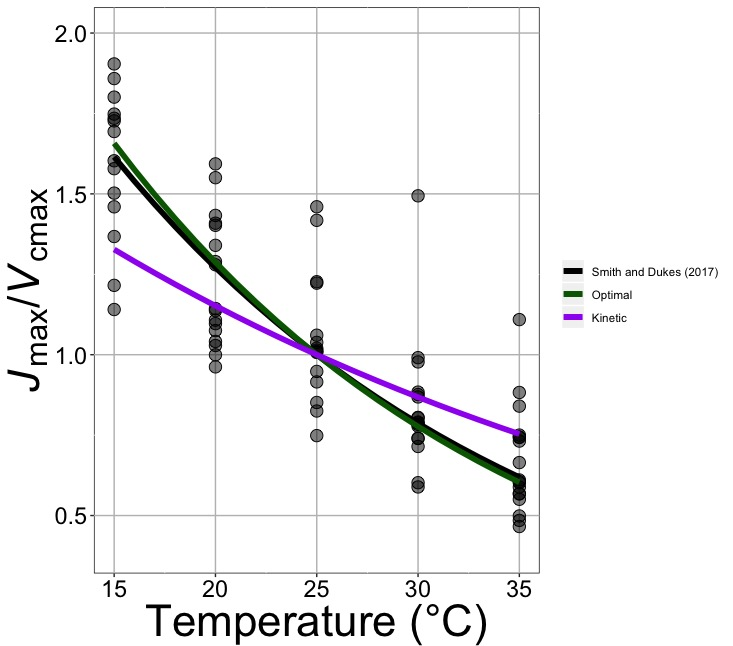 2.0
1.5
1.0
0.5
Jmax/Vcmax
15 20 25 30 35
Temperature (°C)
Smith and Dukes (2017)
Optimal
Kinetic